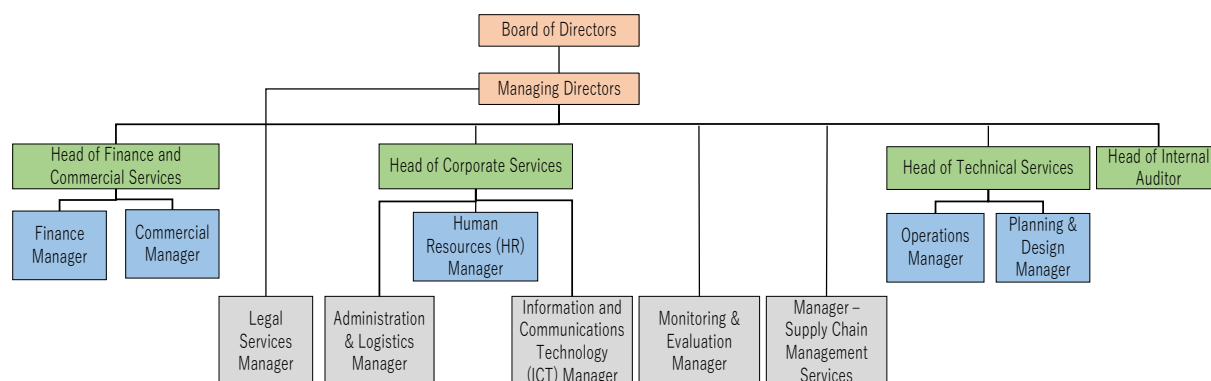 Board of Directors
Managing Directors
Head of Finance and
Commercial Services
Head of Corporate Services
Head of Technical Services
Head of Internal
Auditor
Finance
Manager
Commercial
Manager
Human
Resources (HR)
Manager
Operations
Manager
Planning &
Design
Manager
Legal
Services
Manager
Administration
& Logistics
Manager
Information and
Communications
Technology
(ICT) Manager
Monitoring &
Evaluation
Manager
Manager –
Supply Chain
Management
Services